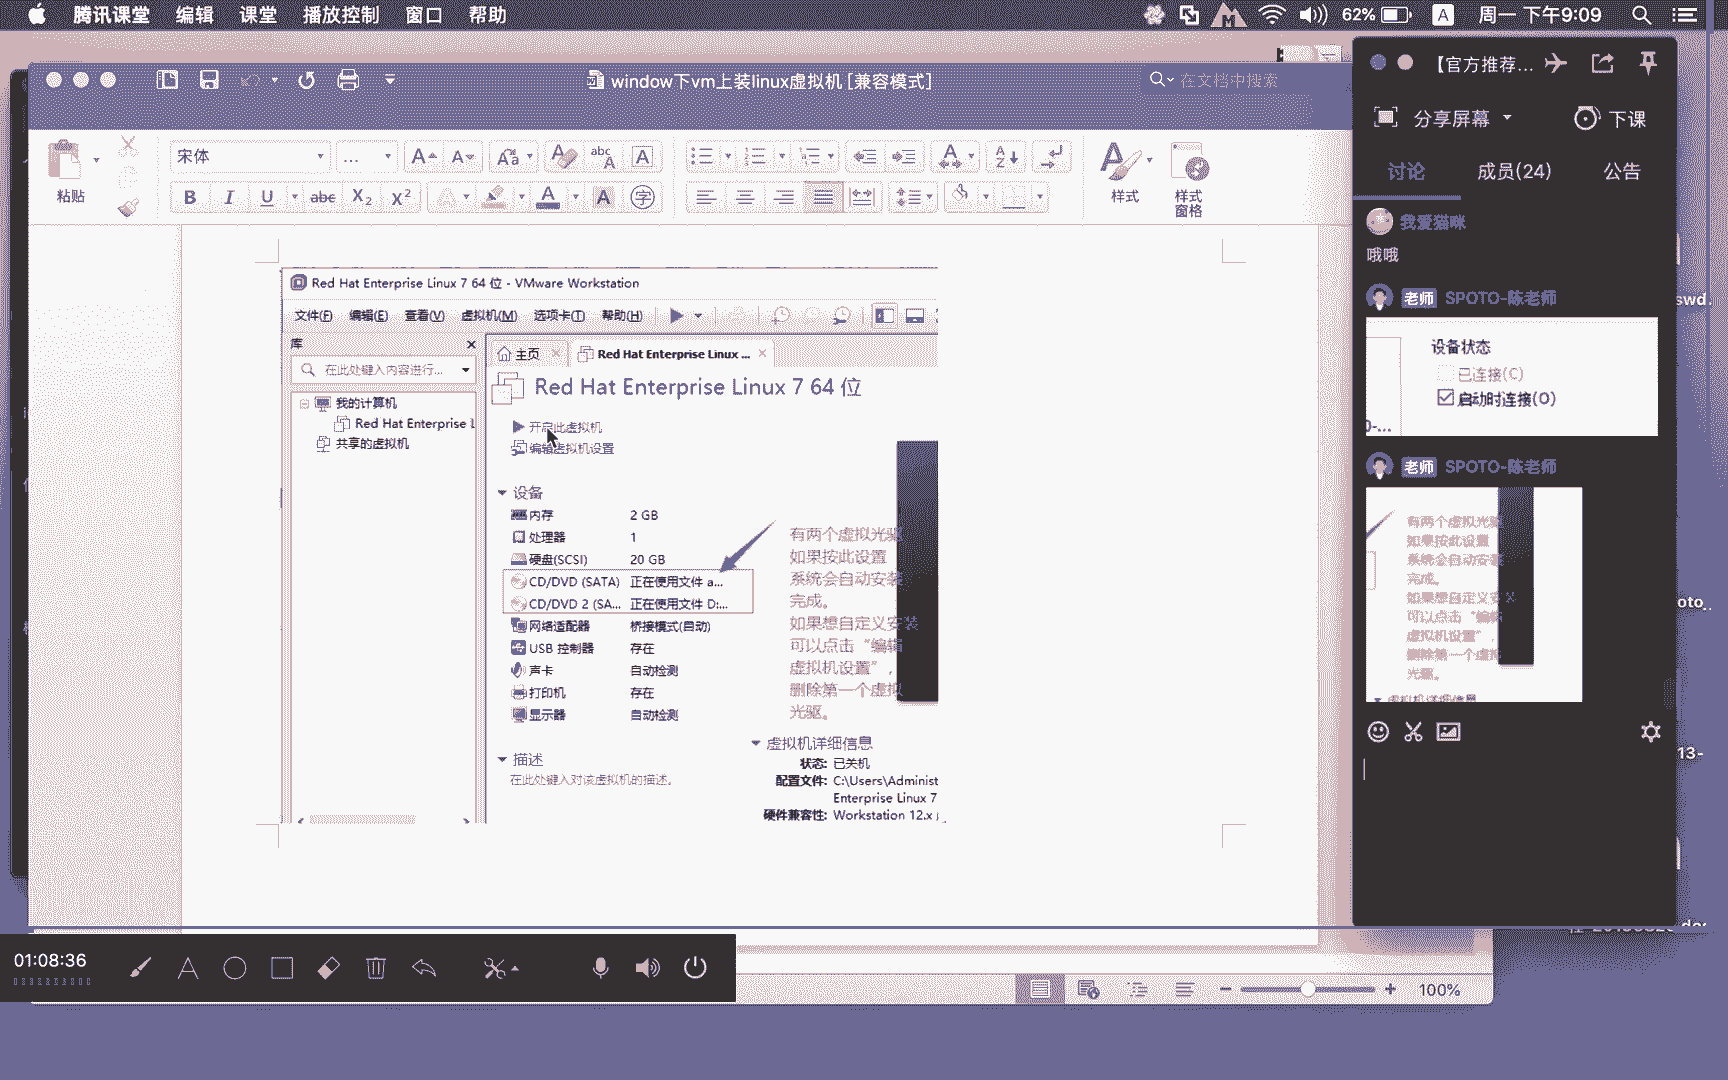 腾讯课堂 编辑 课堂 播放控制 窗口 帮助
62% A 周一 下午9:09
window下vm上装linux虚拟机 [兼容模式]
在文档中搜索
粘贴
宋体
样式
样式
窗格
Red Hat Enterprise Linux 7 64 位 - VMware Workstation
文件(F) 编辑(E) 查看(V) 虚拟机(M) 选项卡(T) 帮助(H)
库
在此处键入内容进行...
我的计算机
Red Hat Enterprise L
共享的虚拟机
主页
Red Hat Enterprise Linux ...
Red Hat Enterprise Linux 7 64 位
开启此虚拟机
编辑虚拟机设置
设备
内存 2 GB
处理器 1
硬盘(SCSI) 20 GB
CD/DVD (SATA) 正在使用文件 a...
CD/DVD 2 (SA... 正在使用文件 D:...
网络适配器 桥接模式(自动)
USB 控制器 存在
声卡 自动检测
打印机 存在
显示器 自动检测
描述
在此处键入对该虚拟机的描述。
有两个虚拟光驱
如果按此设置
系统会自动安装
完成。
如果想自定义安装
可以点击“编辑
虚拟机设置”，
删除第一个虚拟
光驱。
虚拟机详细信息
状态: 已关机
配置文件: C:\Users\Administ
Enterprise Linux 7
硬件兼容性: Workstation 12.x
【官方推荐...
分享屏幕
下课
讨论 成员(24) 公告
我爱猫咪
哦哦
老师 SPOTO-陈老师
设备状态
已连接(C)
启动时连接(O)
老师 SPOTO-陈老师
有两个虚拟光驱
如果按此设置
系统会自动安装
完成。
如果想自定义安装
可以点击“编辑
虚拟机设置”，
删除第一个虚拟
光驱。
虚拟机详细信息
swd.
oto..
13-
01:08:36
100%